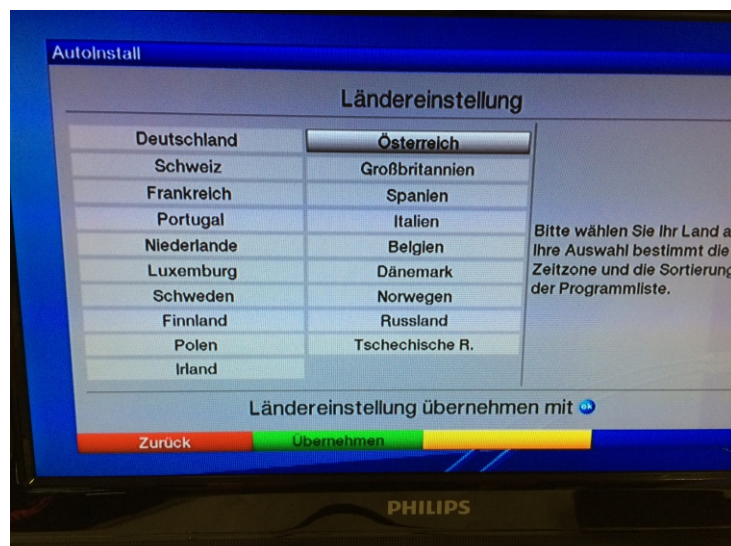 AutoInstall
Ländereinstellung
Deutschland
Österreich
Schweiz
Großbritannien
Frankreich
Spanien
Portugal
Italien
Niederlande
Belgien
Luxemburg
Dänemark
Schweden
Norwegen
Finnland
Russland
Polen
Tschechische R.
Irland
Bitte wählen Sie Ihr Land a
Ihre Auswahl bestimmt die
Zeitzone und die Sortierung
der Programmliste.
Ländereinstellung übernehmen mit ok
Zurück
Übernehmen
PHILIPS